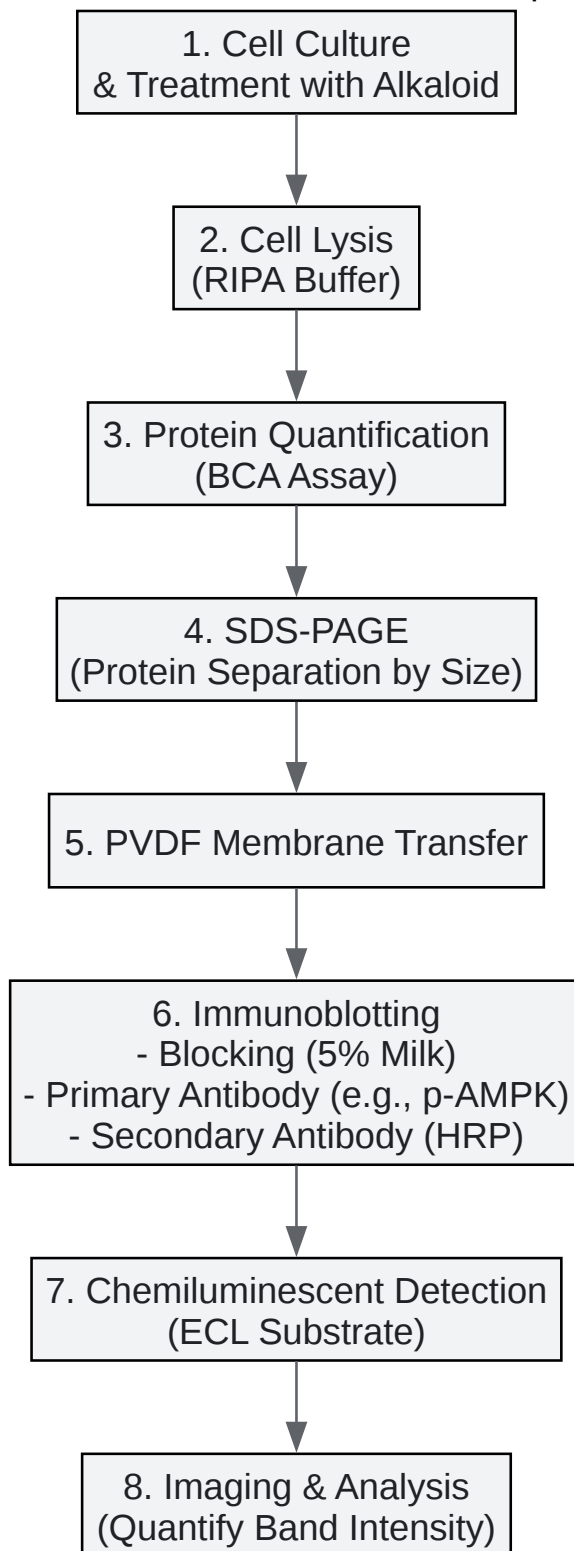 1. Cell Culture
& Treatment with Alkaloid
2. Cell Lysis
(RIPA Buffer)
3. Protein Quantification
(BCA Assay)
4. SDS-PAGE
(Protein Separation by Size)
5. PVDF Membrane Transfer
6. Immunoblotting
- Blocking (5% Milk)
- Primary Antibody (e.g., p-AMPK)
- Secondary Antibody (HRP)
7. Chemiluminescent Detection
(ECL Substrate)
8. Imaging & Analysis
(Quantify Band Intensity)